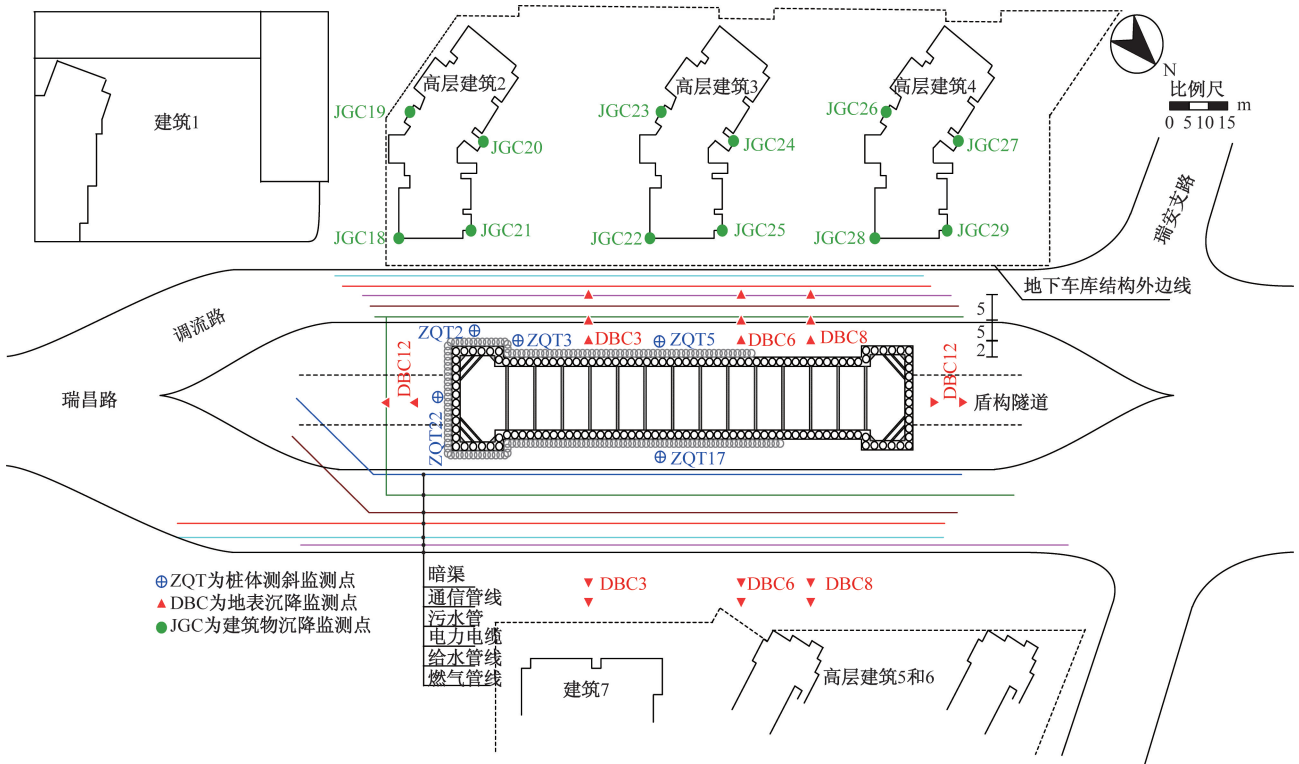 建筑1
高层建筑2
高层建筑3
高层建筑4
N
比例尺
m
0 5 10 15
JGC19
JGC20
JGC23
JGC24
JGC26
JGC27
JGC18
JGC21
JGC22
JGC25
JGC28
JGC29
瑞安支路
地下车库结构外边线
调流路
瑞昌路
ZQT2
ZQT3
DBC3
ZQT5
DBC6
DBC8
5
5
2
DBC12
DBC12
盾构隧道
ZQT22
ZQT17
ZQT为桩体测斜监测点
DBC为地表沉降监测点
JGC为建筑物沉降监测点
暗渠
通信管线
污水管
电力电缆
给水管线
燃气管线
DBC3
DBC6
DBC8
建筑7
高层建筑5和6